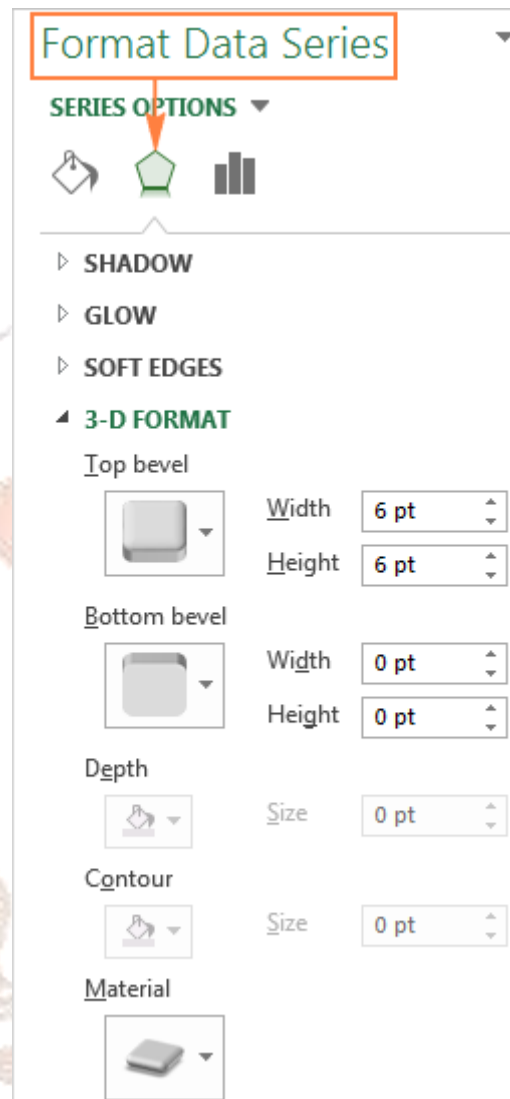 Format Data Series
SERIES OPTIONS
SHADOW
GLOW
SOFT EDGES
3-D FORMAT
Top bevel
Width 6 pt
Height 6 pt
Bottom bevel
Width 0 pt
Height 0 pt
Depth
Size 0 pt
Contour
Size 0 pt
Material